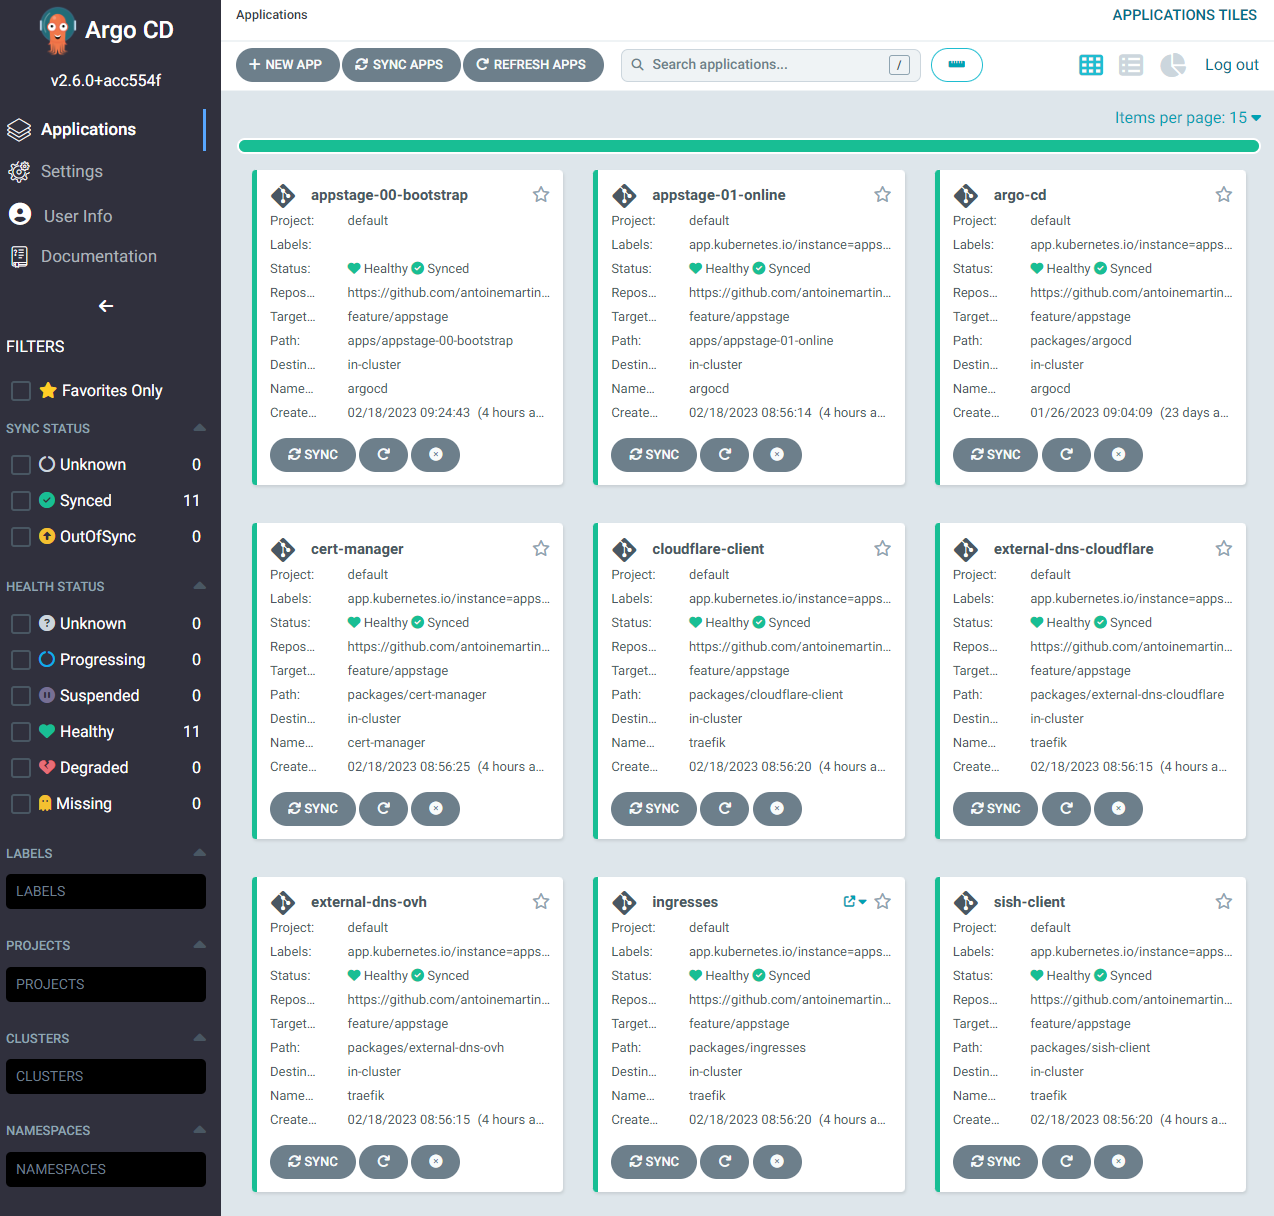 Argo CD
v2.6.0+acc554f
Applications
Settings
User Info
Documentation
FILTERS
Favorites Only
SYNC STATUS
Unknown 0
Synced 11
OutOfSync 0
HEALTH STATUS
Unknown 0
Progressing 0
Suspended 0
Healthy 11
Degraded 0
Missing 0
LABELS
LABELS
PROJECTS
PROJECTS
CLUSTERS
CLUSTERS
NAMESPACES
NAMESPACES
Applications
APPLICATIONS TILES
NEW APP
SYNC APPS
REFRESH APPS
Search applications...
/
Log out
Items per page: 15
appstage-00-bootstrap
Project: default
Labels:
Status: Healthy Synced
Repos... https://github.com/antoinemartin...
Target... feature/appstage
Path: apps/appstage-00-bootstrap
Destin... in-cluster
Name... argocd
Create... 02/18/2023 09:24:43 (4 hours a...
SYNC
appstage-01-online
Project: default
Labels: app.kubernetes.io/instance=apps...
Status: Healthy Synced
Repos... https://github.com/antoinemartin...
Target... feature/appstage
Path: apps/appstage-01-online
Destin... in-cluster
Name... argocd
Create... 02/18/2023 08:56:14 (4 hours a...
SYNC
argo-cd
Project: default
Labels: app.kubernetes.io/instance=apps...
Status: Healthy Synced
Repos... https://github.com/antoinemartin...
Target... feature/appstage
Path: packages/argocd
Destin... in-cluster
Name... argocd
Create... 01/26/2023 09:04:09 (23 days a...
SYNC
cert-manager
Project: default
Labels: app.kubernetes.io/instance=apps...
Status: Healthy Synced
Repos... https://github.com/antoinemartin...
Target... feature/appstage
Path: packages/cert-manager
Destin... in-cluster
Name... cert-manager
Create... 02/18/2023 08:56:25 (4 hours a...
SYNC
cloudflare-client
Project: default
Labels: app.kubernetes.io/instance=apps...
Status: Healthy Synced
Repos... https://github.com/antoinemartin...
Target... feature/appstage
Path: packages/cloudflare-client
Destin... in-cluster
Name... traefik
Create... 02/18/2023 08:56:20 (4 hours a...
SYNC
external-dns-cloudflare
Project: default
Labels: app.kubernetes.io/instance=apps...
Status: Healthy Synced
Repos... https://github.com/antoinemartin...
Target... feature/appstage
Path: packages/external-dns-cloudflare
Destin... in-cluster
Name... traefik
Create... 02/18/2023 08:56:15 (4 hours a...
SYNC
external-dns-ovh
Project: default
Labels: app.kubernetes.io/instance=apps...
Status: Healthy Synced
Repos... https://github.com/antoinemartin...
Target... feature/appstage
Path: packages/external-dns-ovh
Destin... in-cluster
Name... traefik
Create... 02/18/2023 08:56:15 (4 hours a...
SYNC
ingresses
Project: default
Labels: app.kubernetes.io/instance=apps...
Status: Healthy Synced
Repos... https://github.com/antoinemartin...
Target... feature/appstage
Path: packages/ingresses
Destin... in-cluster
Name... traefik
Create... 02/18/2023 08:56:20 (4 hours a...
SYNC
sish-client
Project: default
Labels: app.kubernetes.io/instance=apps...
Status: Healthy Synced
Repos... https://github.com/antoinemartin...
Target... feature/appstage
Path: packages/sish-client
Destin... in-cluster
Name... traefik
Create... 02/18/2023 08:56:20 (4 hours a...
SYNC